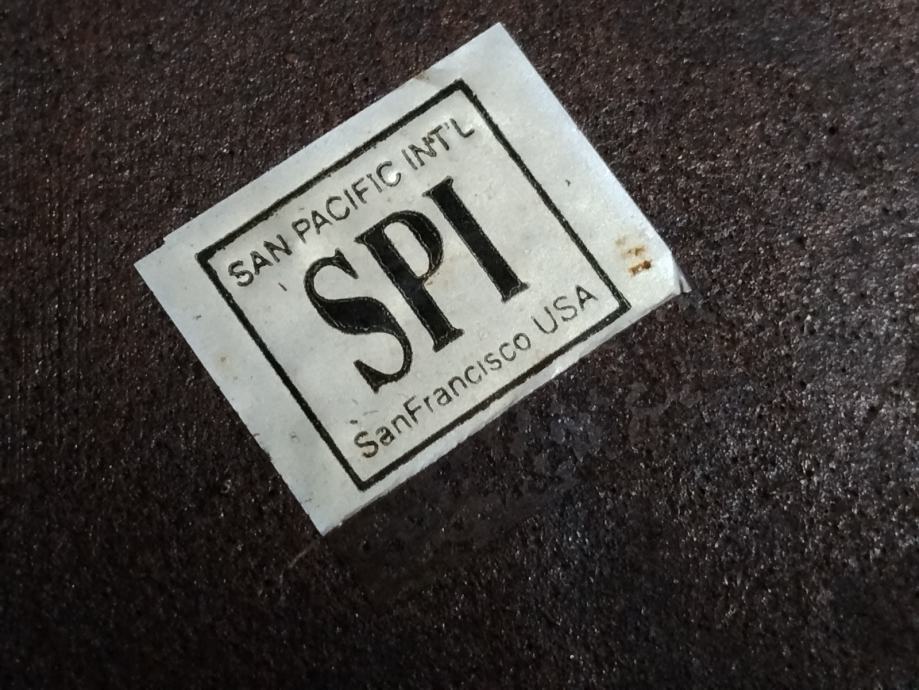 SAN PACIFIC INT'L
SPI
SanFrancisco USA